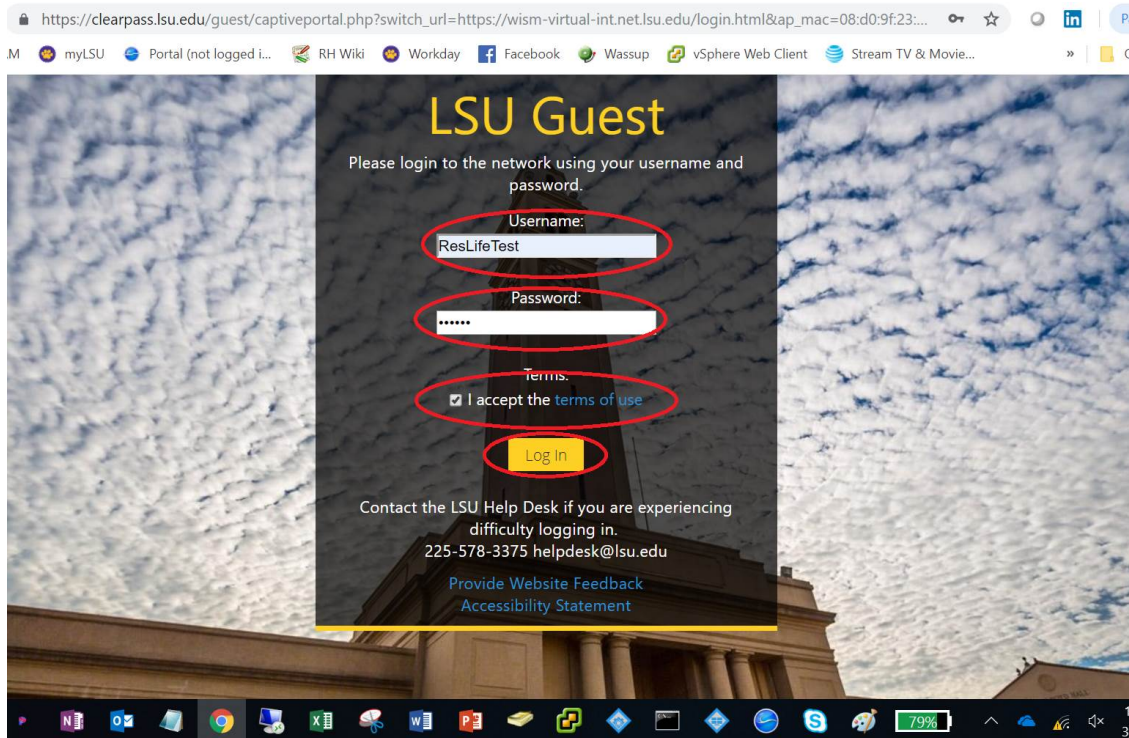 https://clearpass.lsu.edu/guest/captiveportal.php?switch_url=https://wism-virtual-int.net.lsu.edu/login.html&ap_mac=08:d0:9f:23:...
myLSU Portal (not logged i... RH Wiki Workday Facebook Wassup vSphere Web Client Stream TV & Movie... »
LSU Guest
Please login to the network using your username and
password.
Username:
ResLifeTest
Password:
••••••
Terms:
I accept the terms of use
Log In
Contact the LSU Help Desk if you are experiencing
difficulty logging in.
225-578-3375 helpdesk@lsu.edu
Provide Website Feedback
Accessibility Statement
79%